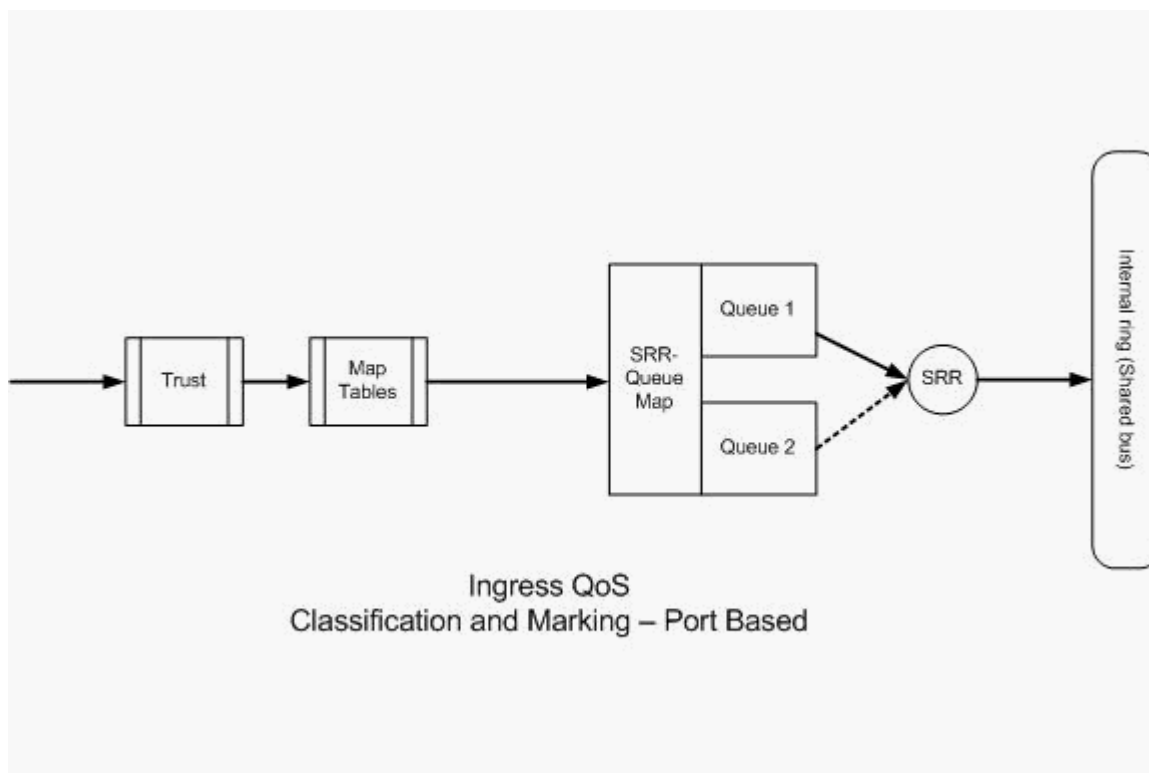 Trust
Map
Tables
SRR-
Queue
Map
Queue 1
Queue 2
SRR
Internal ring (Shared bus)
Ingress QoS
Classification and Marking – Port Based